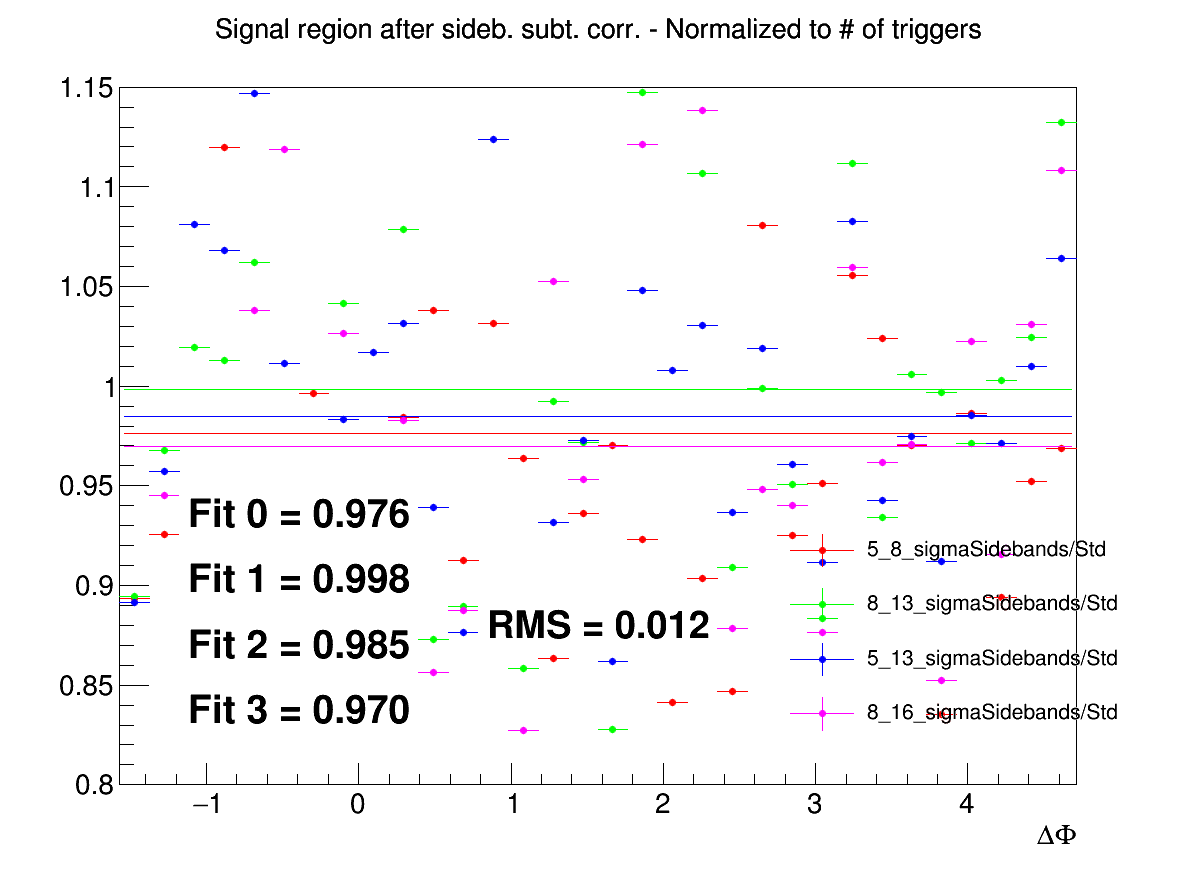 Signal region after sideb. subt. corr. - Normalized to # of triggers
1.15
1.1
1.05
1
0.95
0.9
0.85
0.8
Fit 0 = 0.976
Fit 1 = 0.998
Fit 2 = 0.985
Fit 3 = 0.970
RMS = 0.012
5_8_sigmaSidebands/Std
8_13_sigmaSidebands/Std
5_13_sigmaSidebands/Std
8_16_sigmaSidebands/Std
−1 0 1 2 3 4
ΔΦ